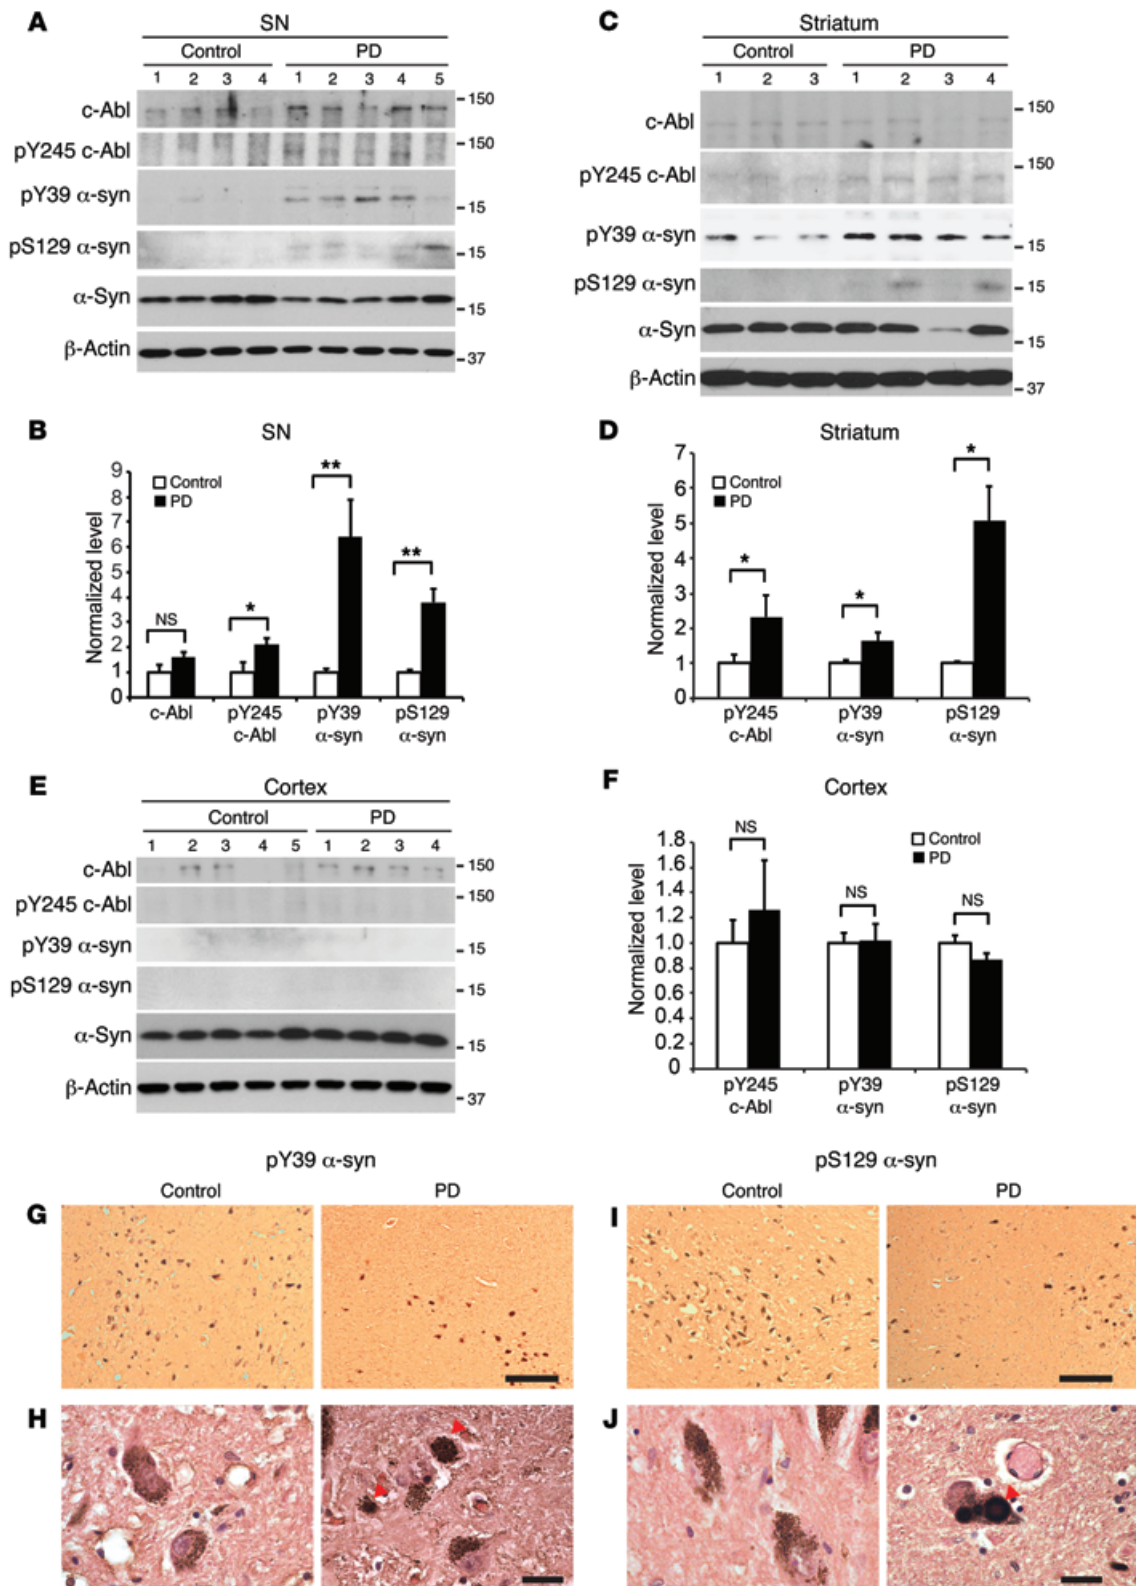 A
SN
Control PD
1 2 3 4 1 2 3 4 5
c-Abl
150
pY245 c-Abl
150
pY39 α-syn
15
pS129 α-syn
15
α-Syn
15
β-Actin
37
C
Striatum
Control PD
1 2 3 1 2 3 4
c-Abl
150
pY245 c-Abl
150
pY39 α-syn
15
pS129 α-syn
15
α-Syn
15
β-Actin
37
B
SN
Normalized level
9
8
7
6
5
4
3
2
1
0
Control
PD
NS
*
**
**
c-Abl pY245 pY39 pS129
c-Abl α-syn α-syn
D
Striatum
Normalized level
7
6
5
4
3
2
1
0
Control
PD
*
*
*
pY245 pY39 pS129
c-Abl α-syn α-syn
E
Cortex
Control PD
1 2 3 4 5 1 2 3 4
c-Abl
150
pY245 c-Abl
150
pY39 α-syn
15
pS129 α-syn
15
α-Syn
15
β-Actin
37
F
Cortex
Normalized level
1.8
1.6
1.4
1.2
1.0
0.8
0.6
0.4
0.2
0
Control
PD
NS
NS
NS
pY245 pY39 pS129
c-Abl α-syn α-syn
pY39 α-syn
Control PD
G
H
pS129 α-syn
Control PD
I
J